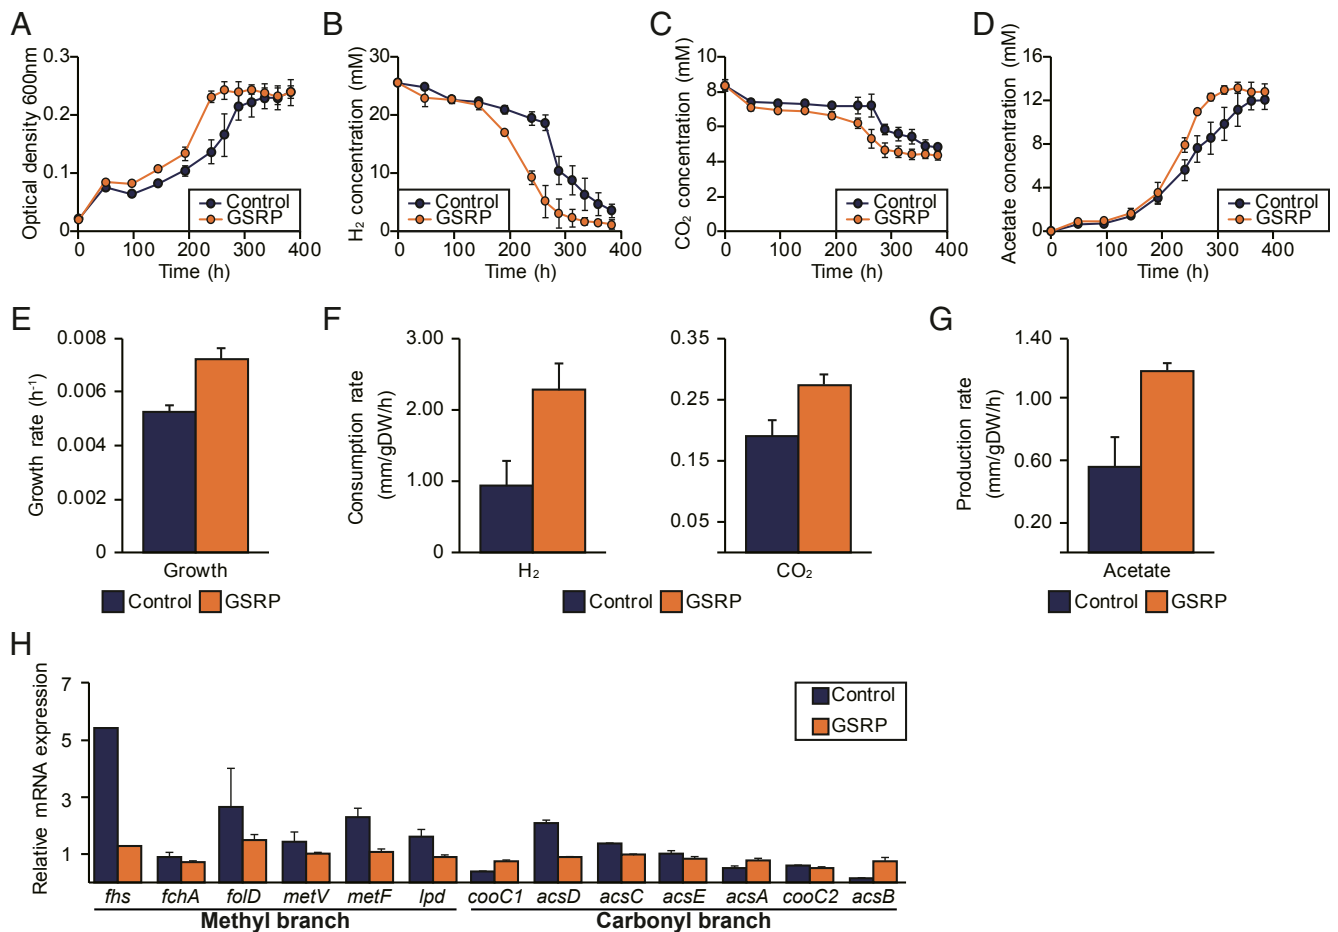 A
Optical density 600nm
0.3
0.2
0.1
0
0 100 200 300 400
Time (h)
Control
GSRP
B
H₂ concentration (mM)
30
20
10
0
0 100 200 300 400
Time (h)
Control
GSRP
C
CO₂ concentration (mM)
10
8
6
4
2
0
0 100 200 300 400
Time (h)
Control
GSRP
D
Acetate concentration (mM)
16
12
8
4
0
0 100 200 300 400
Time (h)
Control
GSRP
E
Growth rate (h⁻¹)
0.008
0.006
0.004
0.002
0
Growth
Control GSRP
F
Consumption rate
(mm/gDW/h)
3.00
2.00
1.00
0
H₂
0.35
0.25
0.15
0.05
CO₂
Control GSRP
G
Production rate
(mm/gDW/h)
1.40
1.00
0.60
0.20
Acetate
Control GSRP
H
Relative mRNA expression
7
5
3
1
Control
GSRP
fhs fchA folD metV metF lpd cooC1 acsD acsC acsE acsA cooC2 acsB
Methyl branch Carbonyl branch